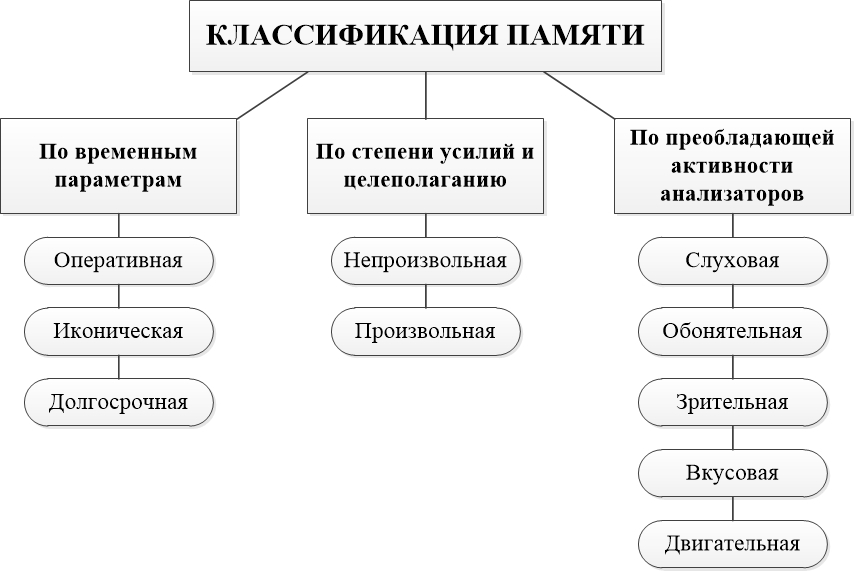 КЛАССИФИКАЦИЯ ПАМЯТИ
По временным
параметрам
Оперативная
Иконическая
Долгосрочная
По степени усилий и
целеполаганию
Непроизвольная
Произвольная
По преобладающей
активности
анализаторов
Слуховая
Обонятельная
Зрительная
Вкусовая
Двигательная